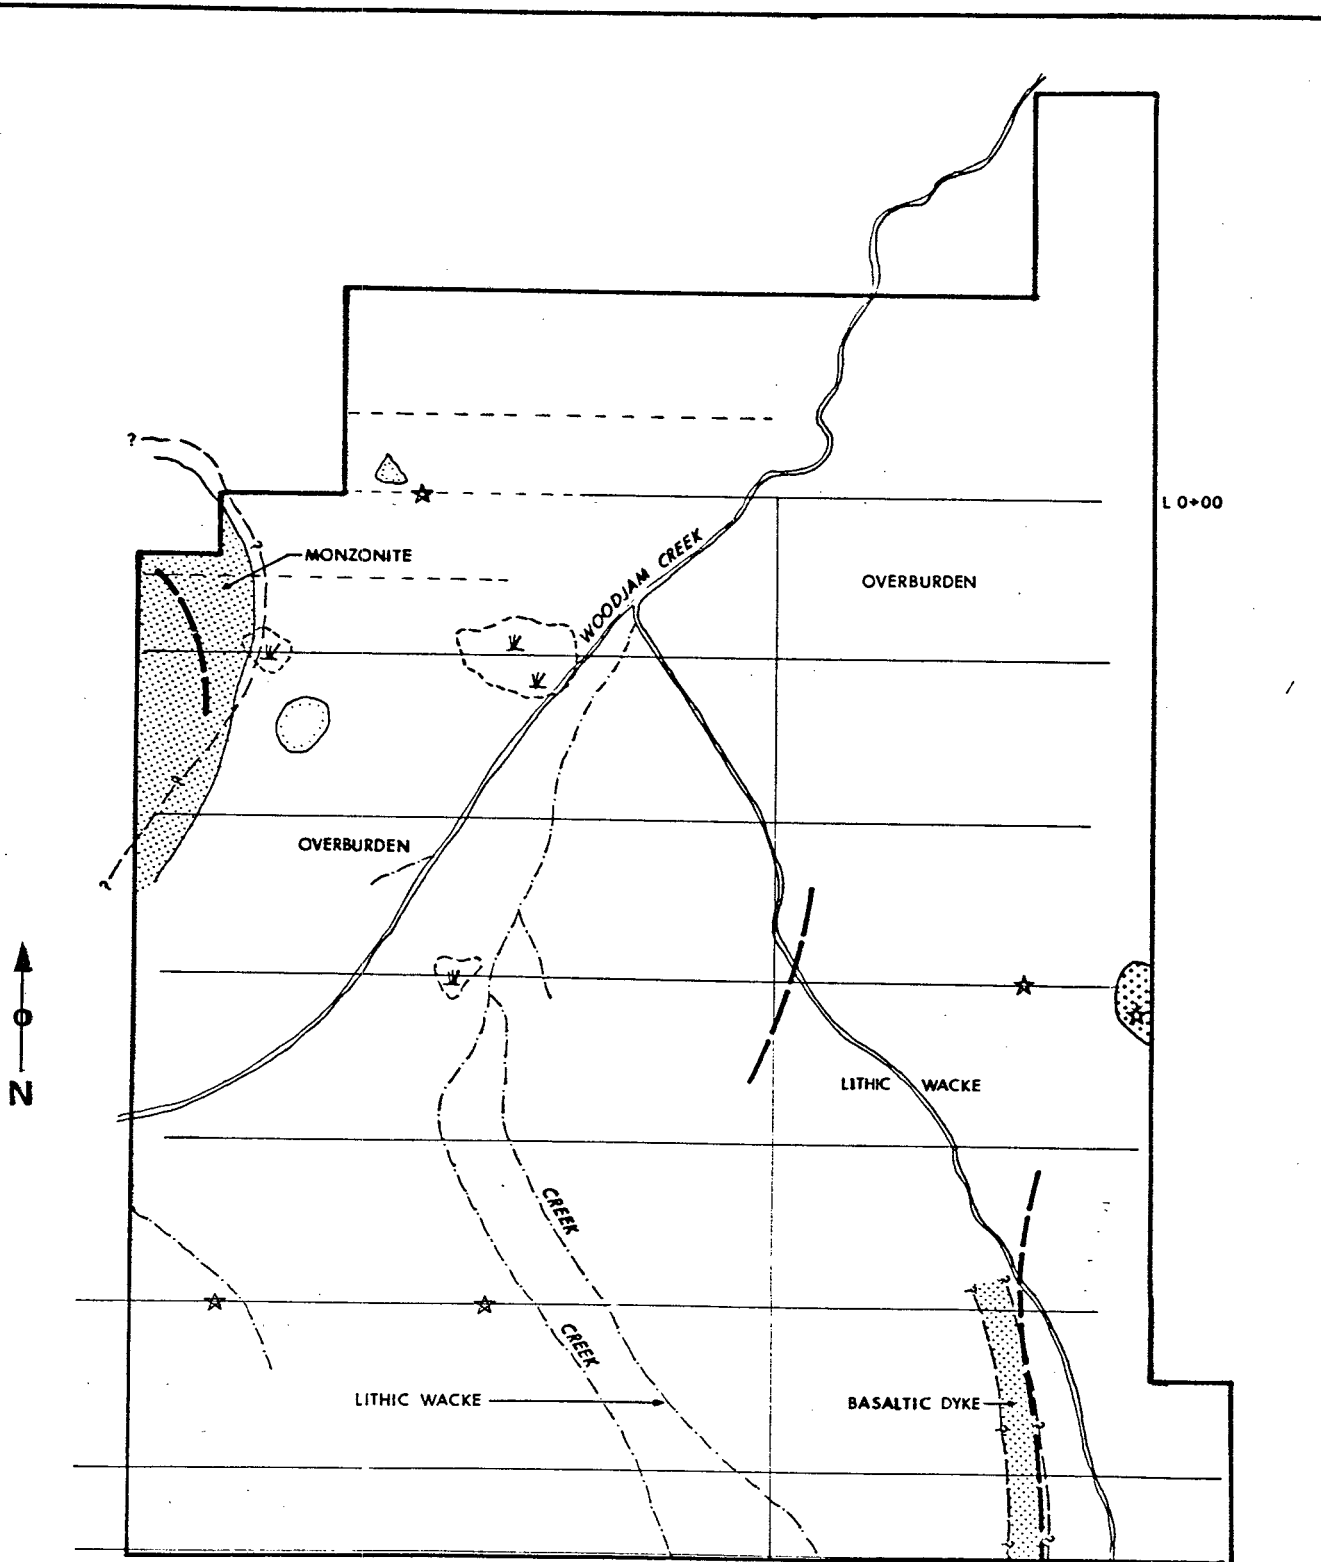 ?
L 0+00
WOODJAM CREEK
?
MONZONITE
OVERBURDEN
?
OVERBURDEN
?
N
LITHIC WACKE
CREEK
? ?
CREEK
LITHIC WACKE
BASALTIC DYKE
? ?
? ?